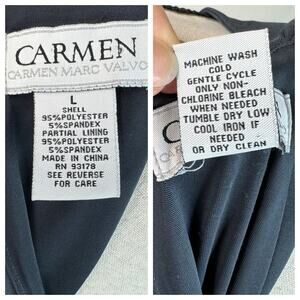 CARMEN
CARMEN MARC VALVO
L
SHELL
95%POLYESTER
5%SPANDEX
PARTIAL LINING
95%POLYESTER
5%SPANDEX
MADE IN CHINA
RN 93178
SEE REVERSE
FOR CARE
MACHINE WASH
COLD
GENTLE CYCLE
ONLY NON-
CHLORINE BLEACH
WHEN NEEDED
TUMBLE DRY LOW
COOL IRON IF
NEEDED
OR DRY CLEAN
CA